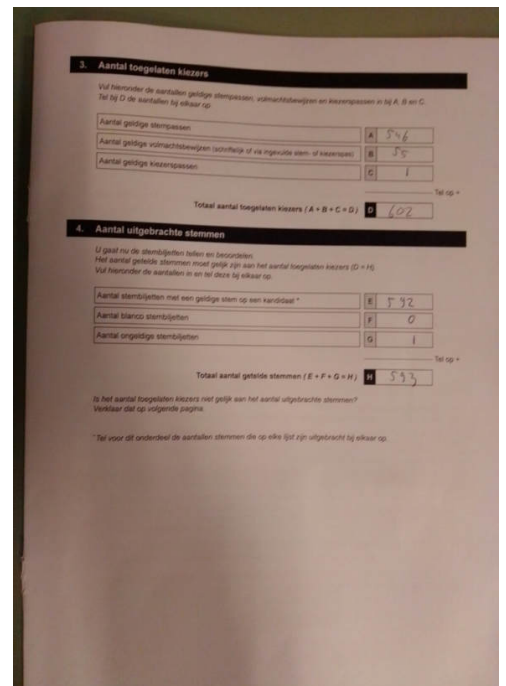 3. Aantal toegelaten kiezers
Vul hieronder de aantallen geldige stempassen, volmachtsbewijzen en kiezerspassen in bij A, B en C.
Tel bij D de aantallen bij elkaar op.
Aantal geldige stempassen A 546
Aantal geldige volmachtsbewijzen (schriftelijk of via ingevulde stem- of kiezerspas) B 55
Aantal geldige kiezerspassen C 1
Tel op +
Totaal aantal toegelaten kiezers (A + B + C = D) D 602
4. Aantal uitgebrachte stemmen
U gaat nu de stembiljetten tellen en beoordelen.
Het aantal getelde stemmen moet gelijk zijn aan het aantal toegelaten kiezers (D = H)
Vul hieronder de aantallen in en tel deze bij elkaar op.
Aantal stembiljetten met een geldige stem op een kandidaat * E 592
Aantal blanco stembiljetten F 0
Aantal ongeldige stembiljetten G 1
Tel op +
Totaal aantal getelde stemmen (E + F + G = H) H 593
Is het aantal toegelaten kiezers niet gelijk aan het aantal uitgebrachte stemmen?
Verklaar dat op volgende pagina.
* Tel voor dit onderdeel de aantallen stemmen die op elke lijst zijn uitgebracht bij elkaar op.